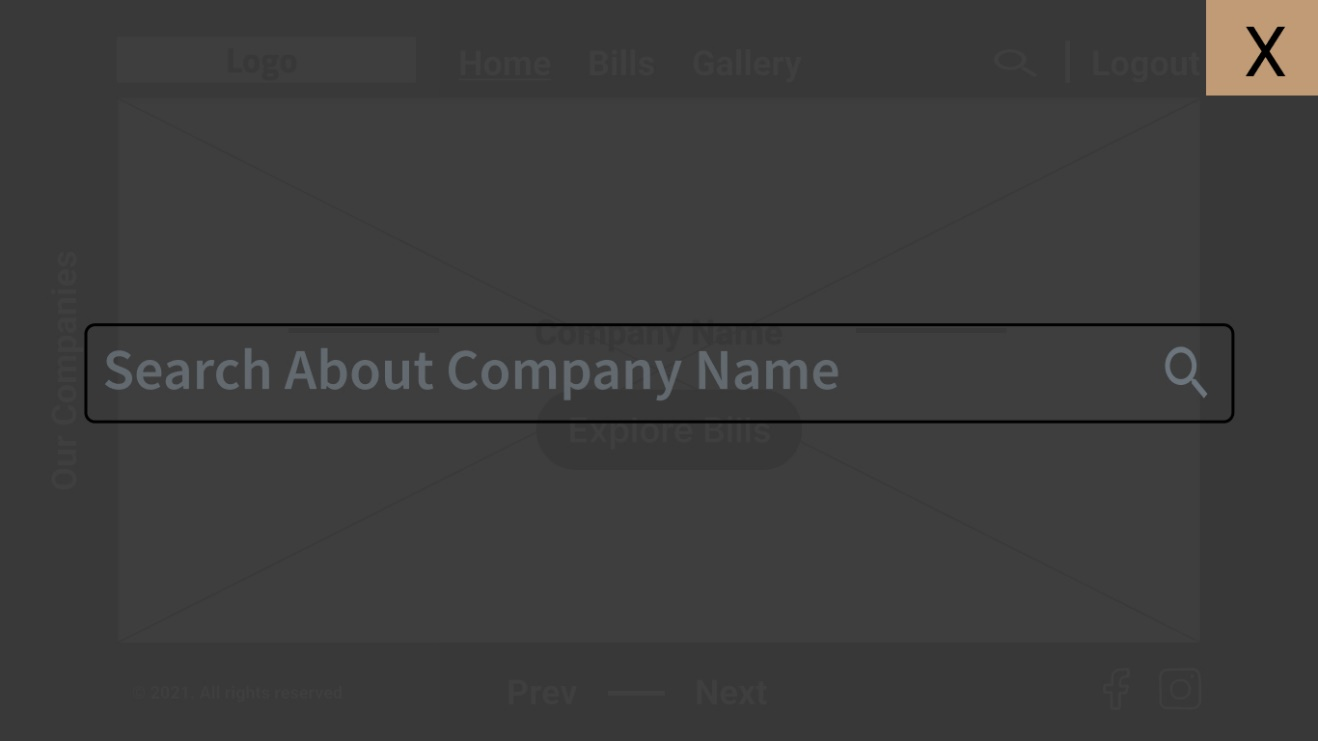 Logo
Home Bills Gallery
Logout
X
Our Companies
Company Name
Search About Company Name
Explore Bills
© 2021. All rights reserved
Prev Next